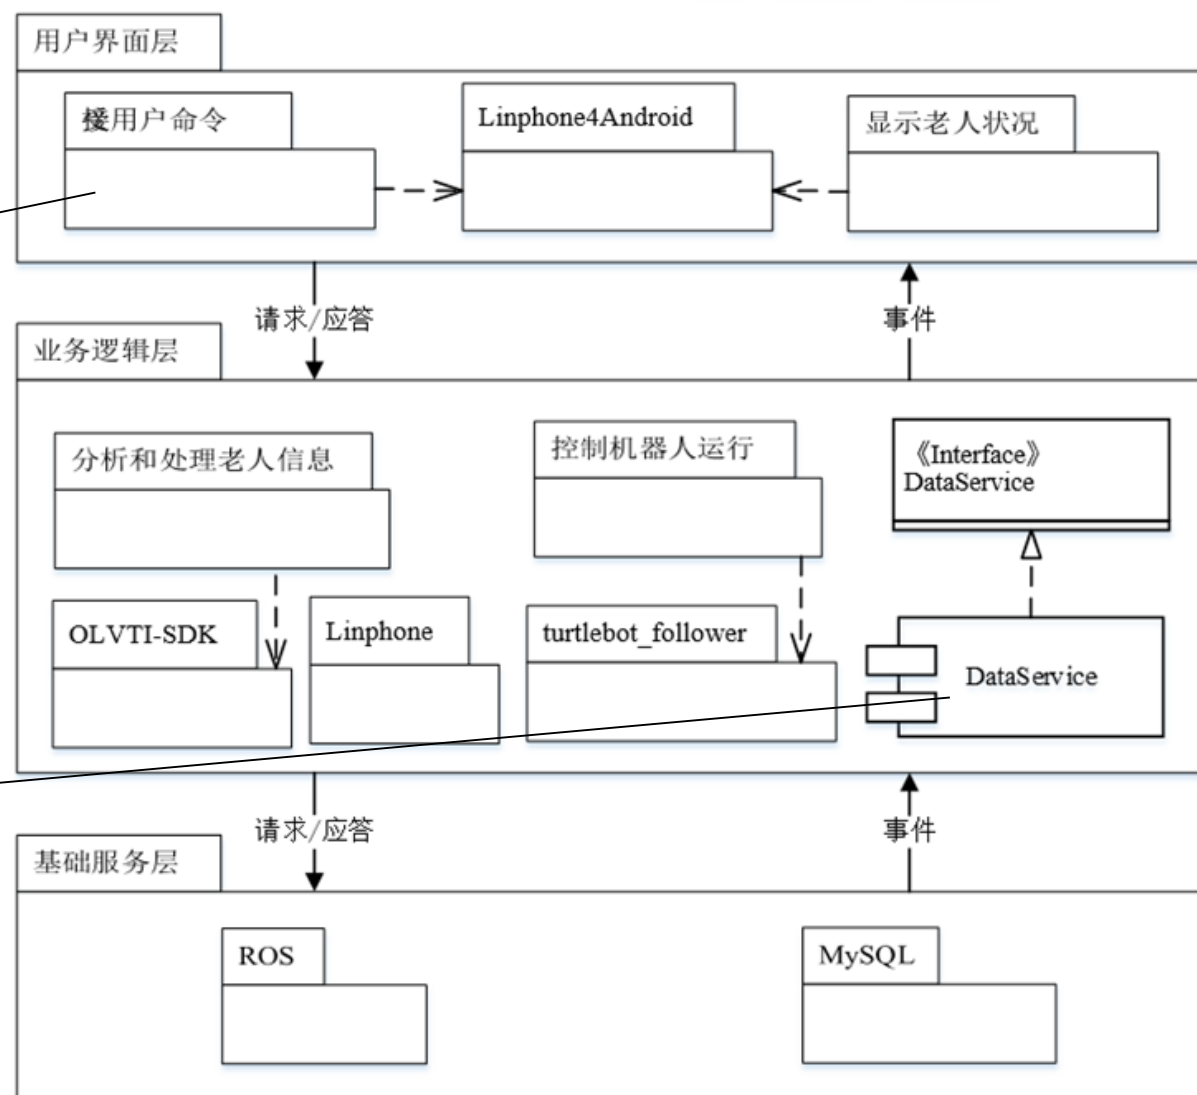 用户界面层
接受用户命令
Linphone4Android
显示老人状况
请求/应答
事件
业务逻辑层
分析和处理老人信息
控制机器人运行
《Interface》
DataService
OLVTI-SDK
Linphone
turtlebot_follower
DataService
请求/应答
事件
基础服务层
ROS
MySQL